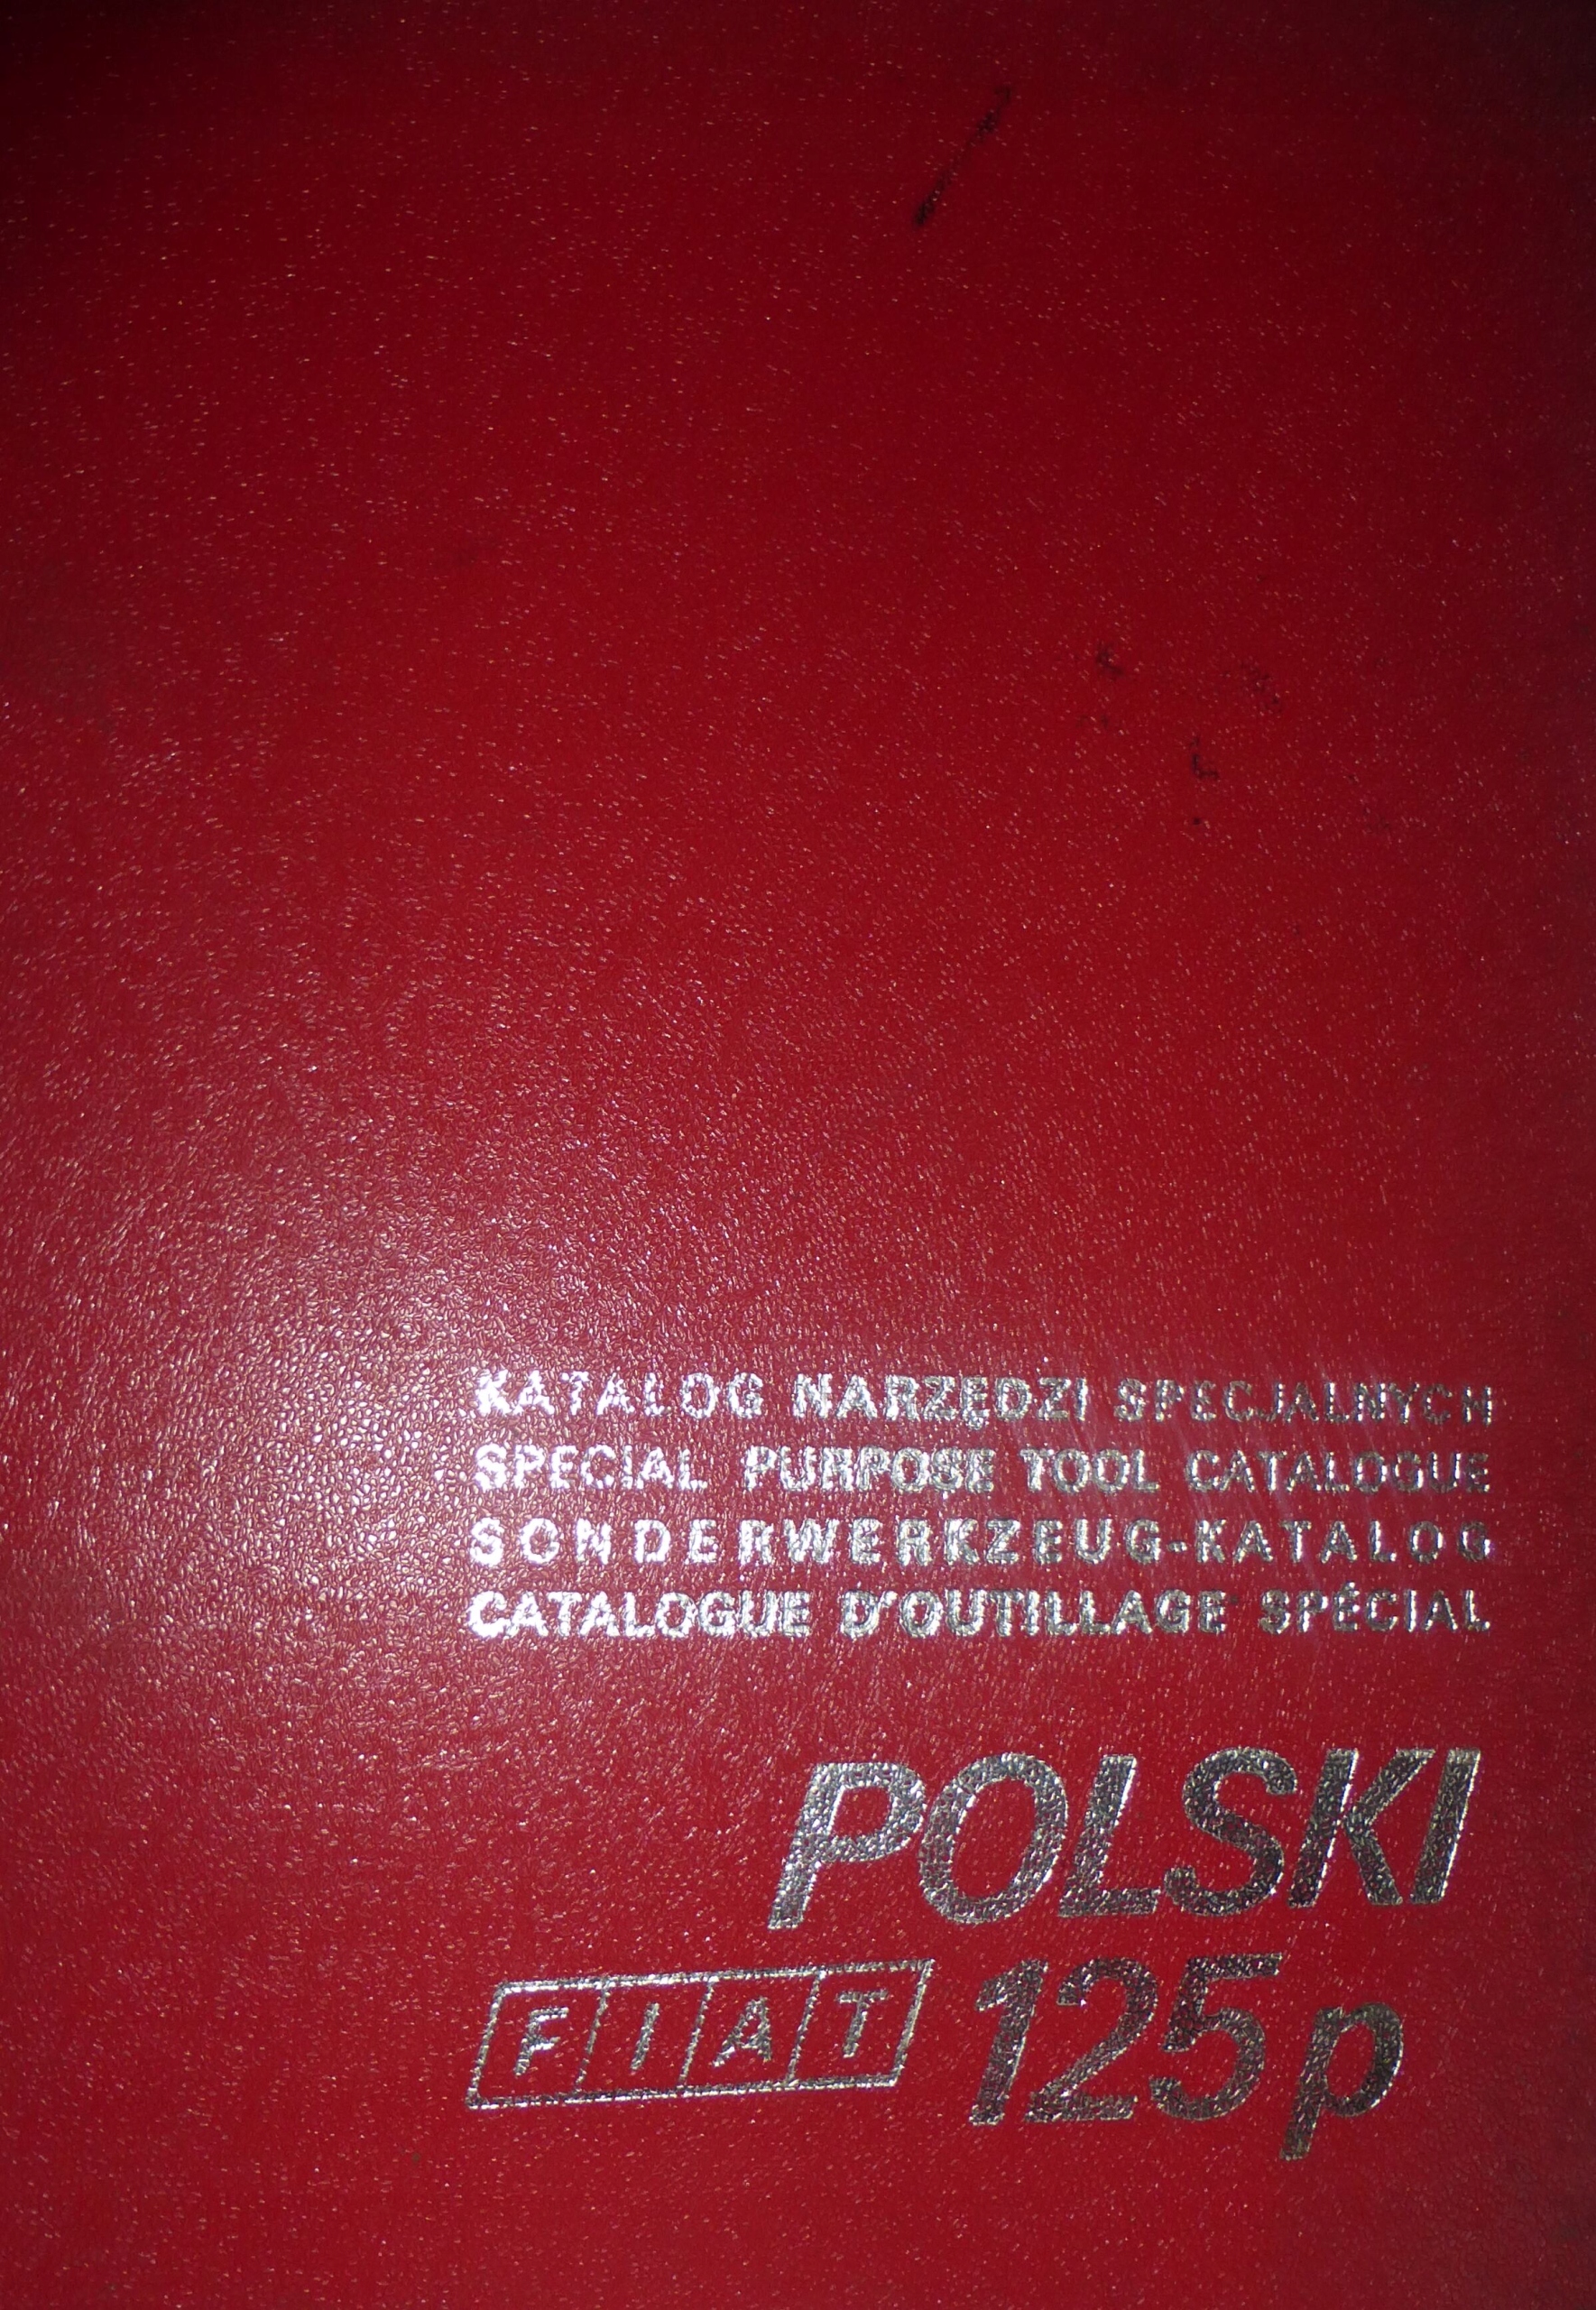 KATALOG NARZĘDZI SPECJALNYCH
SPECIAL PURPOSE TOOL CATALOGUE
SONDERWERKZEUG-KATALOG
CATALOGUE D'OUTILLAGE SPÉCIAL
POLSKI
FIAT 125p